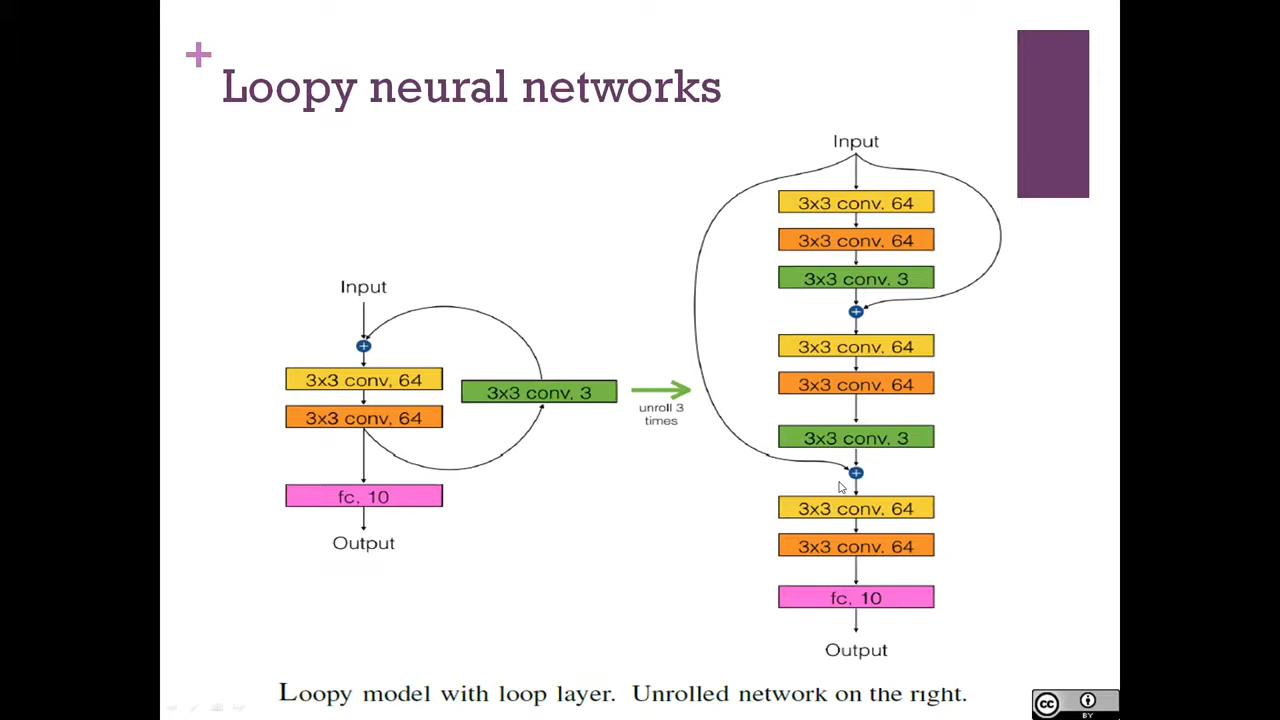 +
Loopy neural networks
Input
+
3x3 conv, 64
3x3 conv, 64
3x3 conv, 3
fc, 10
Output
unroll 3
times
Input
3x3 conv, 64
3x3 conv, 64
3x3 conv, 3
+
3x3 conv, 64
3x3 conv, 64
3x3 conv, 3
+
3x3 conv, 64
3x3 conv, 64
fc, 10
Output
Loopy model with loop layer. Unrolled network on the right.
cc
BY